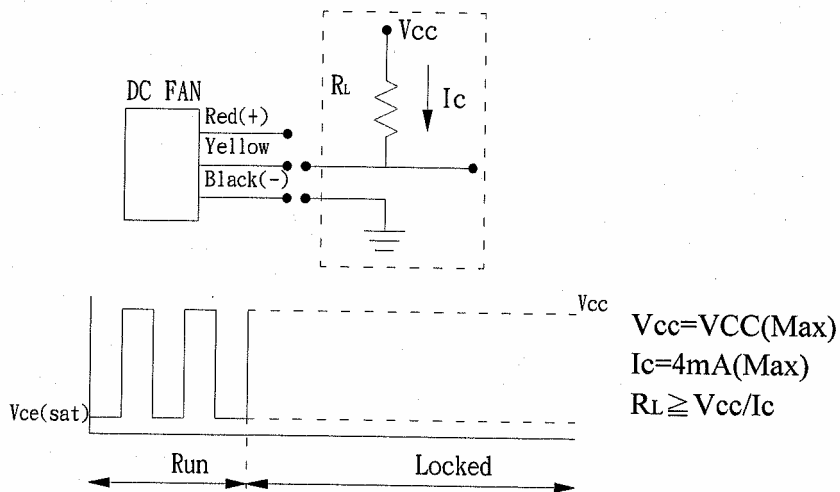 Vcc
RL
Ic
DC FAN
Red(+)
Yellow
Black(-)
Vcc
Vce(sat)
Run
Locked
Vcc=VCC(Max)
Ic=4mA(Max)
RL≧Vcc/Ic